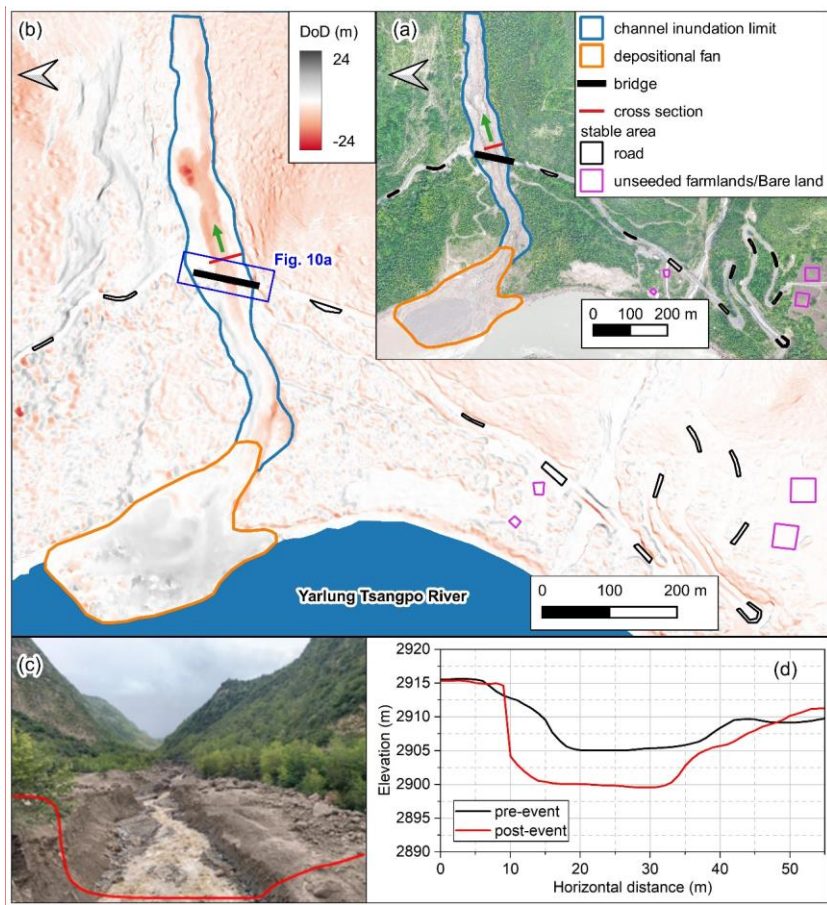 (b)
DoD (m)
24
-24
Fig. 10a
Yarlung Tsangpo River
0 100 200 m
(a)
channel inundation limit
depositional fan
bridge
cross section
stable area
road
unseeded farmlands/Bare land
0 100 200 m
(c)
(d)
Elevation (m)
2920
2915
2910
2905
2900
2895
2890
pre-event
post-event
0 10 20 30 40 50
Horizontal distance (m)